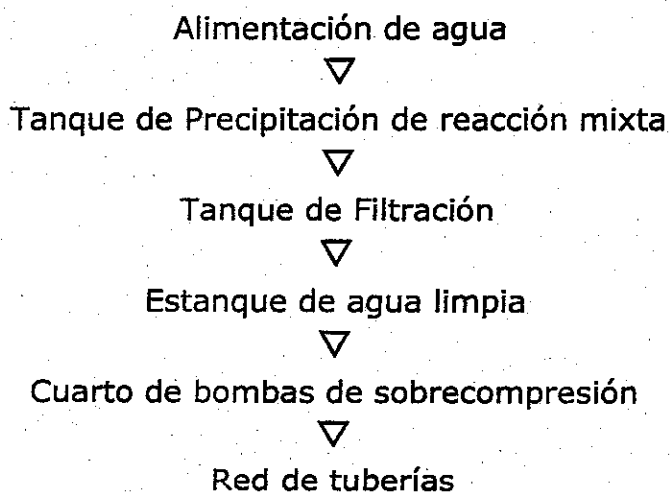 Alimentación de agua
▽
Tanque de Precipitación de reacción mixta
▽
Tanque de Filtración
▽
Estanque de agua limpia
▽
Cuarto de bombas de sobrecompresión
▽
Red de tuberías